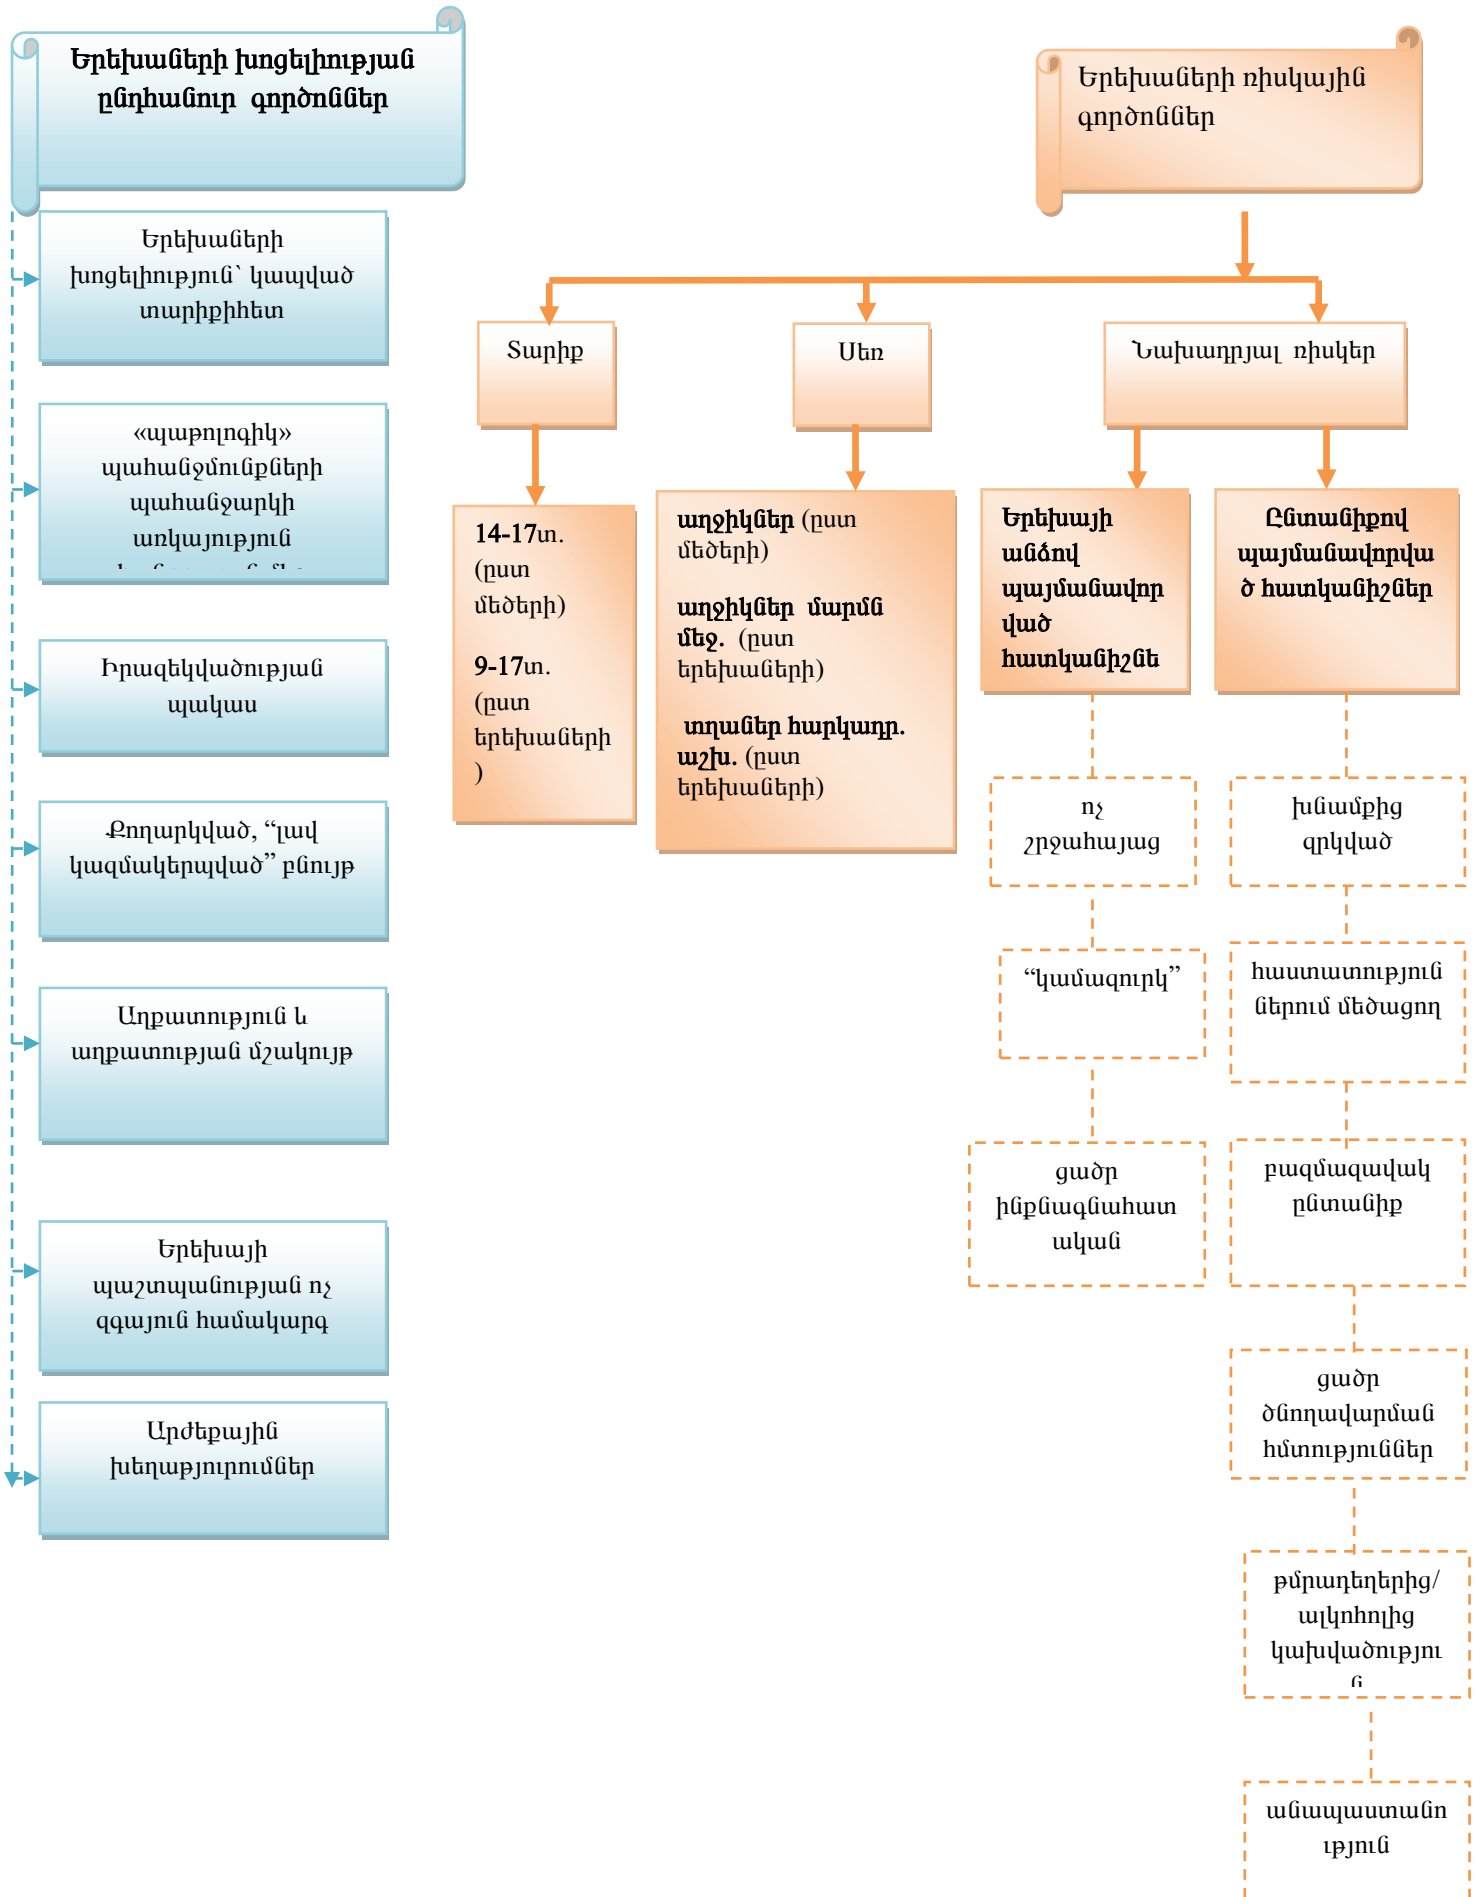 Երեխաների խոցելիության
ընդհանուր գործոններ
Երեխաների
խոցելիություն՝ կապված
տարիքիհետ
«պաթոլոգիկ»
պահանջմունքների
պահանջարկի
առկայություն
Իրազեկվածության
պակաս
Քողարկված, “լավ
կազմակերպված” բնույթ
Աղքատություն և
աղքատության մշակույթ
Երեխայի
պաշտպանության ոչ
զգայուն համակարգ
Արժեքային
խեղաթյուրումներ
Երեխաների ռիսկային
գործոններ
Տարիք
14-17տ.
(ըստ
մեծերի)
9-17տ.
(ըստ
երեխաների
)
Սեռ
աղջիկներ (ըստ
մեծերի)
աղջիկներ մարմն
մեջ. (ըստ
երեխաների)
տղաներ հարկադր.
աշխ. (ըստ
երեխաների)
Նախադրյալ ռիսկեր
Երեխայի
անձով
պայմանավոր
ված
հատկանիշնե
ոչ
շրջահայաց
“կամազուրկ”
ցածր
ինքնագնահատ
ական
Ընտանիքով
պայմանավորվա
ծ հատկանիշներ
խնամքից
զրկված
հաստատություն
ներում մեծացող
բազմազավակ
ընտանիք
ցածր
ծնողավարման
հմտություններ
թմրադեղերից/
ալկոհոլից
կախվածությու
ն
անապաստանո
ւթյուն